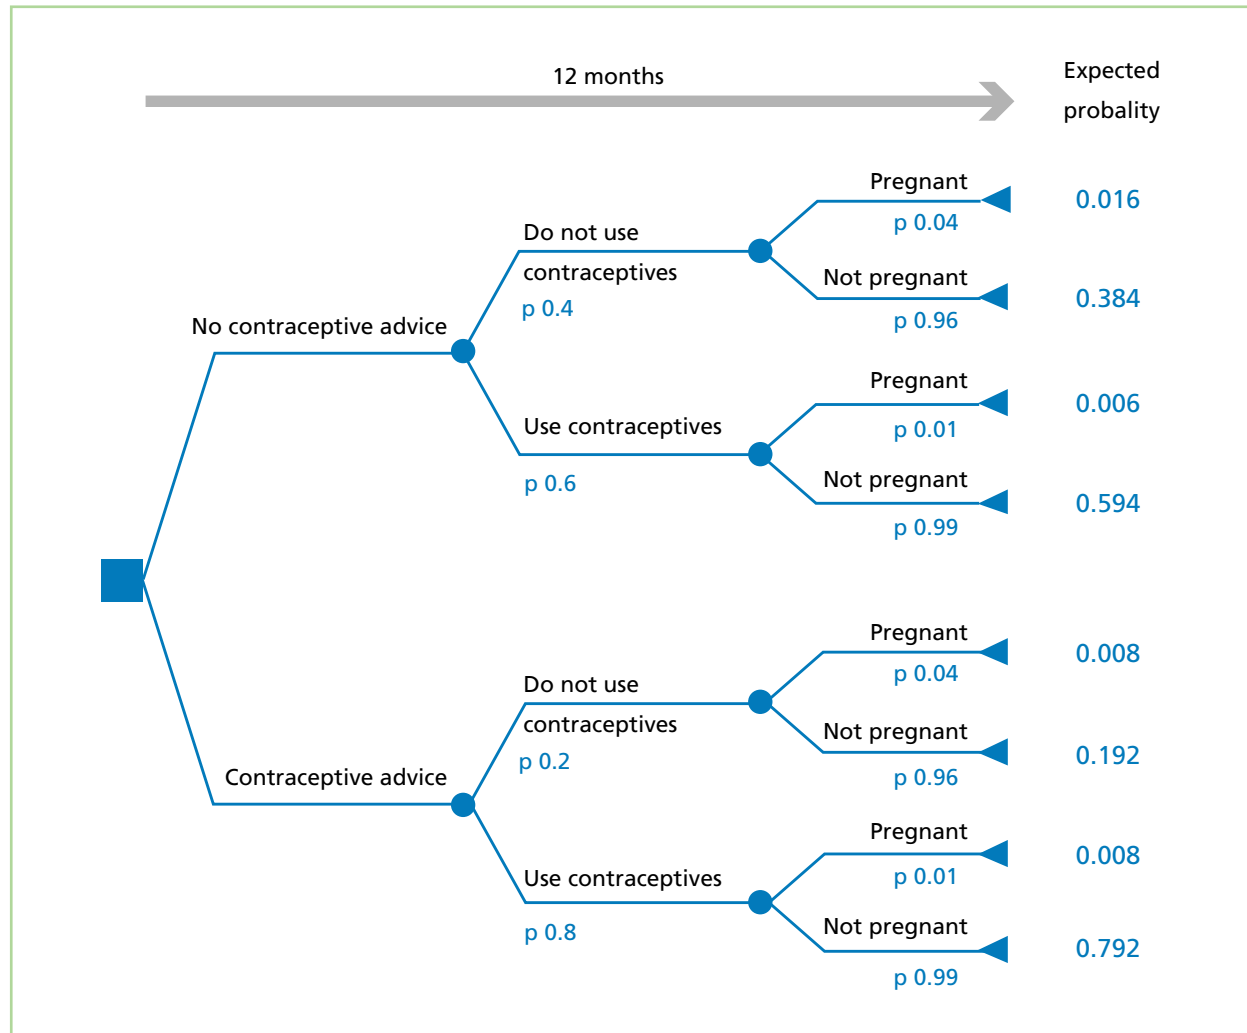 12 months
Expected
probality
Pregnant
p 0.04
0.016
Do not use
contraceptives
p 0.4
Not pregnant
p 0.96
0.384
No contraceptive advice
Pregnant
p 0.01
0.006
Use contraceptives
p 0.6
Not pregnant
p 0.99
0.594
Pregnant
p 0.04
0.008
Do not use
contraceptives
p 0.2
Not pregnant
p 0.96
0.192
Contraceptive advice
Pregnant
p 0.01
0.008
Use contraceptives
p 0.8
Not pregnant
p 0.99
0.792